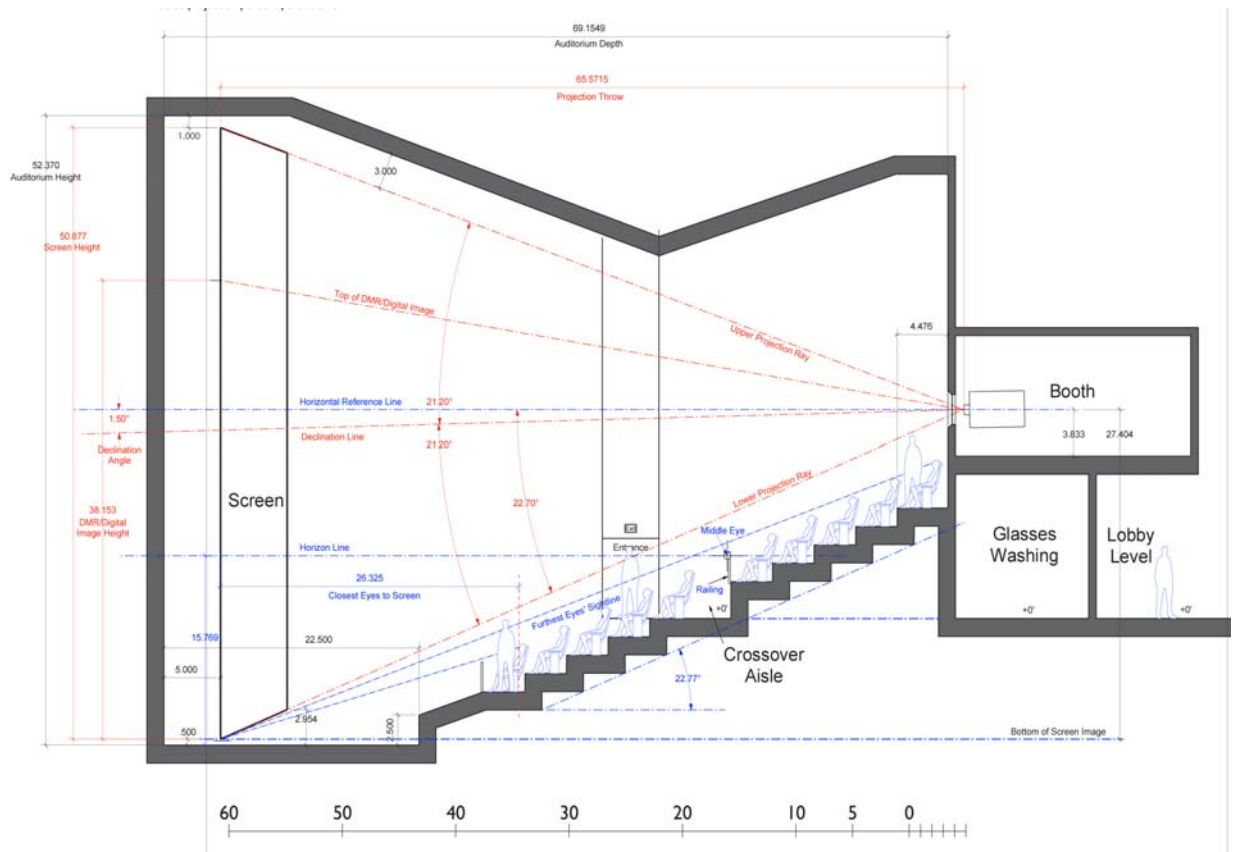 69.1549
Auditorium Depth
65.5715
Projection Throw
1.000
52.370
Auditorium Height
3.000
50.877
Screen Height
Top of DMR/Digital Image
Upper Projection Ray
4.476
Booth
Horizontal Reference Line
21.20°
1.50°
Declination Line
21.20°
3.833
27.404
Declination
Angle
Screen
Lower Projection Ray
22.70°
38.153
DMR/Digital
Image Height
Exit
Middle Eye
Glasses
Washing
Lobby
Level
Horizon Line
Entrance
26.325
Closest Eyes to Screen
Railing
Furthest Eyes' Sightline
+0'
+0'
+0'
15.769
22.500
Crossover
Aisle
5.000
22.77°
2.954
2.500
.500
Bottom of Screen Image
60 50 40 30 20 10 5 0